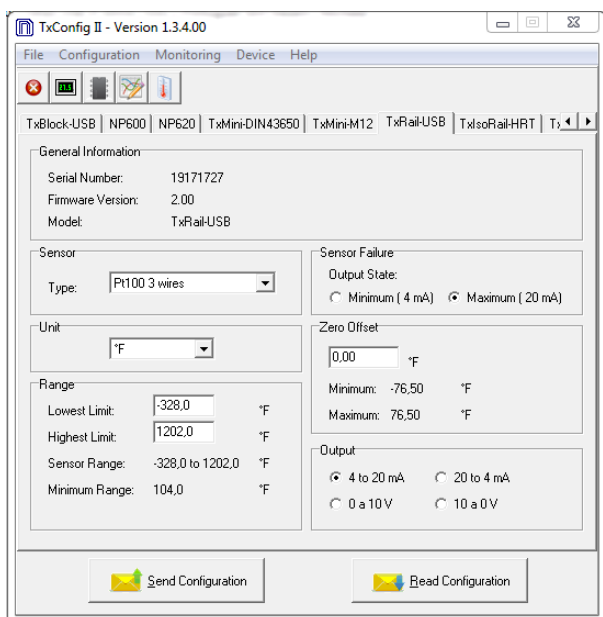 TxConfig II - Version 1.3.4.00
File Configuration Monitoring Device Help
TxBlock-USB NP600 NP620 TxMini-DIN43650 TxMini-M12 TxRail-USB TxIsoRail-HRT
General Information
Serial Number: 19171727
Firmware Version: 2.00
Model: TxRail-USB
Sensor
Type: Pt100 3 wires
Sensor Failure
Output State:
Minimum ( 4 mA) Maximum ( 20 mA)
Unit
°F
Zero Offset
0,00 °F
Minimum: -76,50 °F
Maximum: 76,50 °F
Range
Lowest Limit: -328,0 °F
Highest Limit: 1202,0 °F
Sensor Range: -328,0 to 1202,0 °F
Minimum Range: 104,0 °F
Output
4 to 20 mA 20 to 4 mA
0 a 10 V 10 a 0 V
Send Configuration Read Configuration